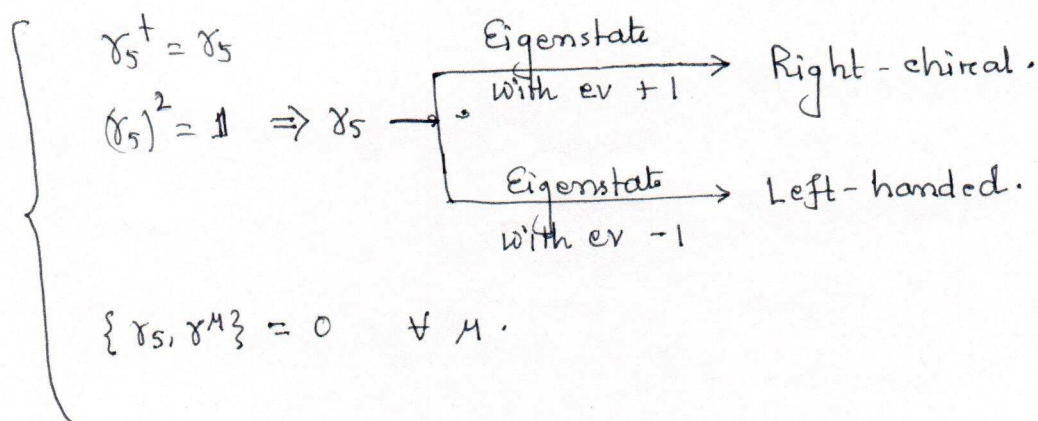 γ₅† = γ₅
(γ₅)² = 𝟙 ⇒ γ₅
Eigenstate
with ev +1
Right-chiral.
Eigenstate
with ev -1
Left-handed.
{γ₅, γ^μ} = 0 ∀ μ.